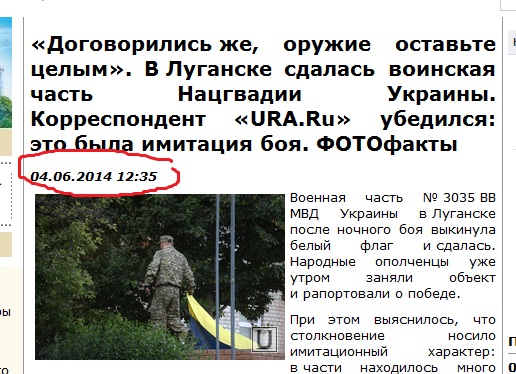 «Договорились же, оружие оставьте
целым». В Луганске сдалась воинская
часть Нацгвадии Украины.
Корреспондент «URA.Ru» убедился:
это была имитация боя. ФОТОфакты
04.06.2014 12:35
Военная часть № 3035 ВВ
МВД Украины в Луганске
после ночного боя выкинула
белый флаг и сдалась.
Народные ополченцы уже
утром заняли объект
и рапортовали о победе.
При этом выяснилось, что
столкновение носило
имитационный характер:
в части находилось много